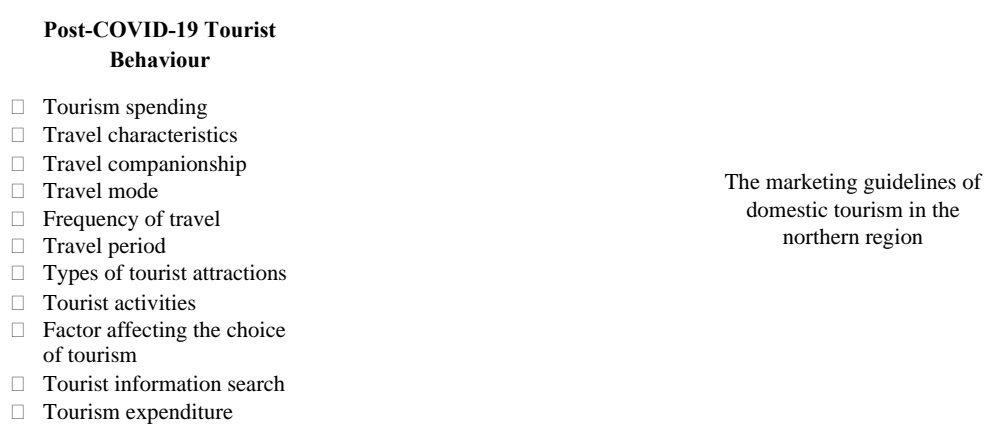 Post-COVID-19 Tourist
Behaviour
□ Tourism spending
□ Travel characteristics
□ Travel companionship
□ Travel mode
□ Frequency of travel
□ Travel period
□ Types of tourist attractions
□ Tourist activities
□ Factor affecting the choice
of tourism
□ Tourist information search
□ Tourism expenditure
The marketing guidelines of
domestic tourism in the
northern region